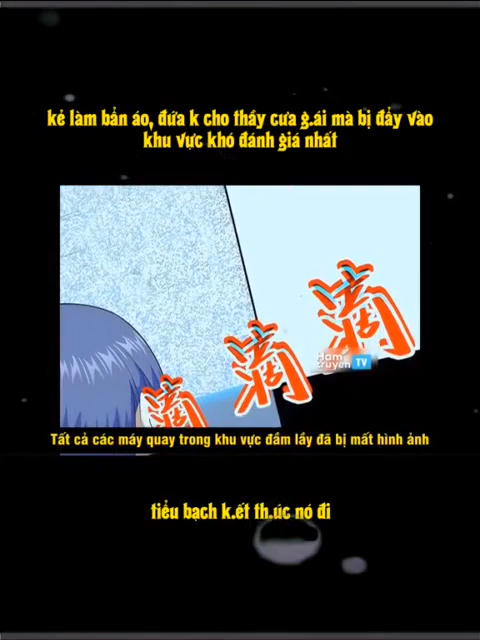 kẻ làm bẩn áo, đứa k cho thầy cưa g.ái mà bị đẩy vào
khu vực khó đánh giá nhất
滴
滴
滴
Ham
truyen TV
Tất cả các máy quay trong khu vực đầm lầy đã bị mất hình ảnh
tiểu bạch k.ết th.úc nó đi